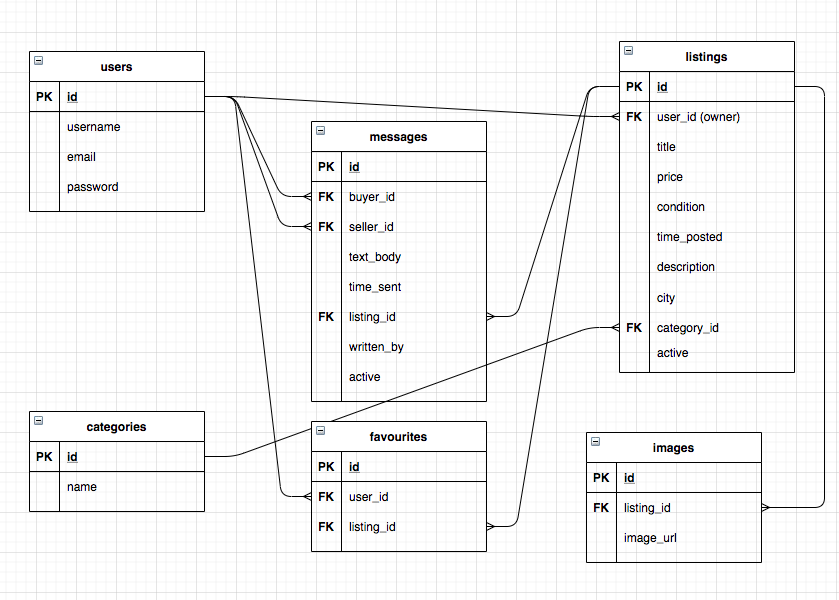 users
PK id
username
email
password
messages
PK id
FK buyer_id
FK seller_id
text_body
time_sent
FK listing_id
written_by
active
listings
PK id
FK user_id (owner)
title
price
condition
time_posted
description
city
FK category_id
active
categories
PK id
name
favourites
PK id
FK user_id
FK listing_id
images
PK id
FK listing_id
image_url